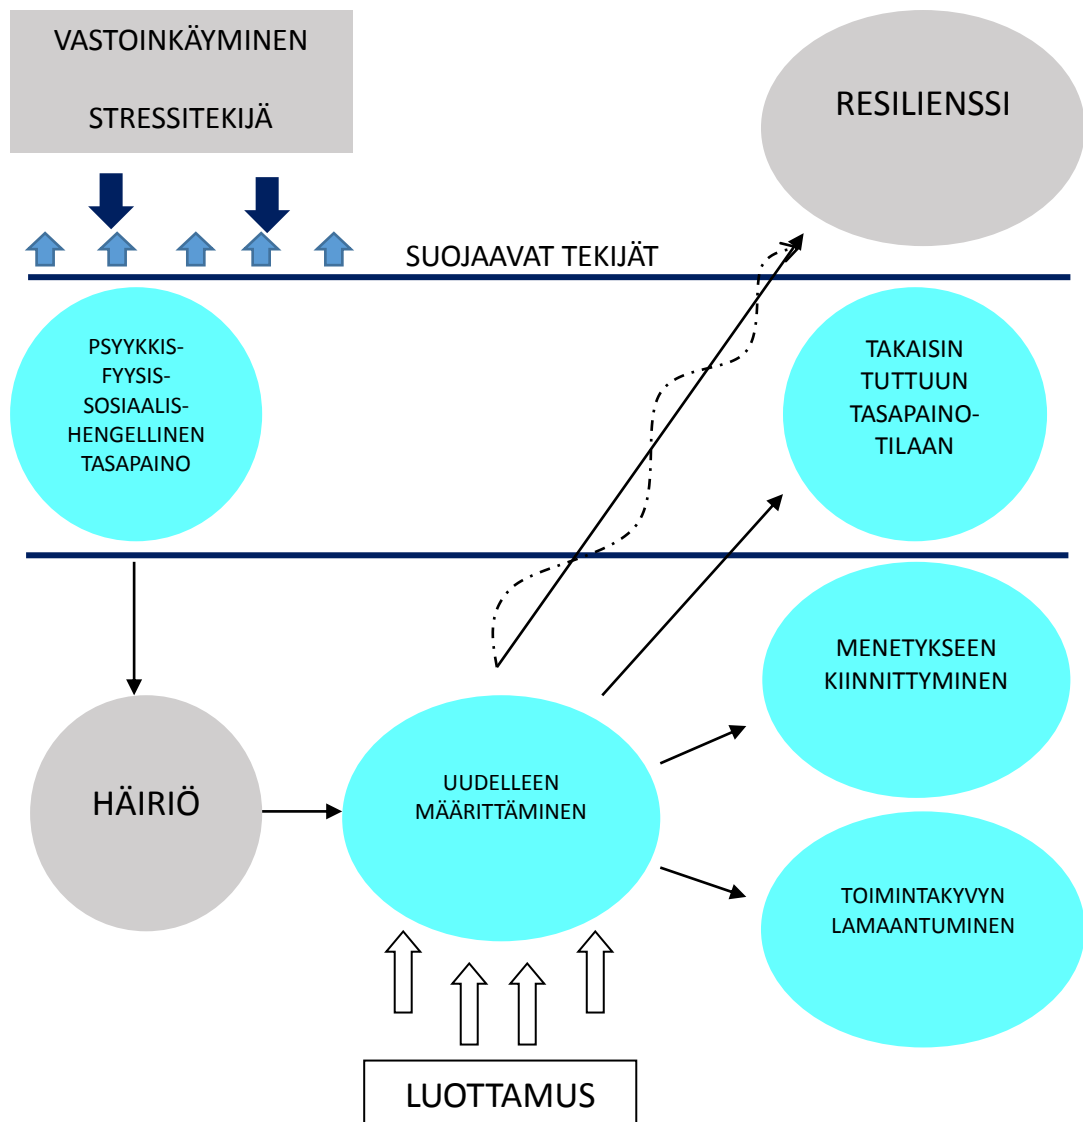 VASTOINKÄYMINEN
STRESSITEKIJÄ
RESILIENSSI
SUOJAAVAT TEKIJÄT
PSYYKKIS-
FYYSIS-
SOSIAALIS-
HENGELLINEN
TASAPAINO
TAKAISIN
TUTTUUN
TASAPAINO-
TILAAN
MENETYKSEEN
KIINNITTYMINEN
HÄIRIÖ
UUDELLEEN
MÄÄRITTÄMINEN
TOIMINTAKYVYN
LAMAANTUMINEN
LUOTTAMUS